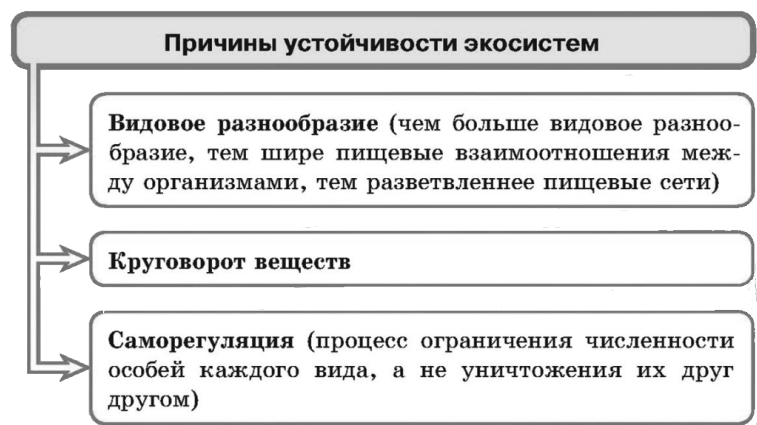 Причины устойчивости экосистем
Видовое разнообразие (чем больше видовое разноо-
бразие, тем шире пищевые взаимоотношения меж-
ду организмами, тем разветвленнее пищевые сети)
Круговорот веществ
Саморегуляция (процесс ограничения численности
особей каждого вида, а не уничтожения их друг
другом)